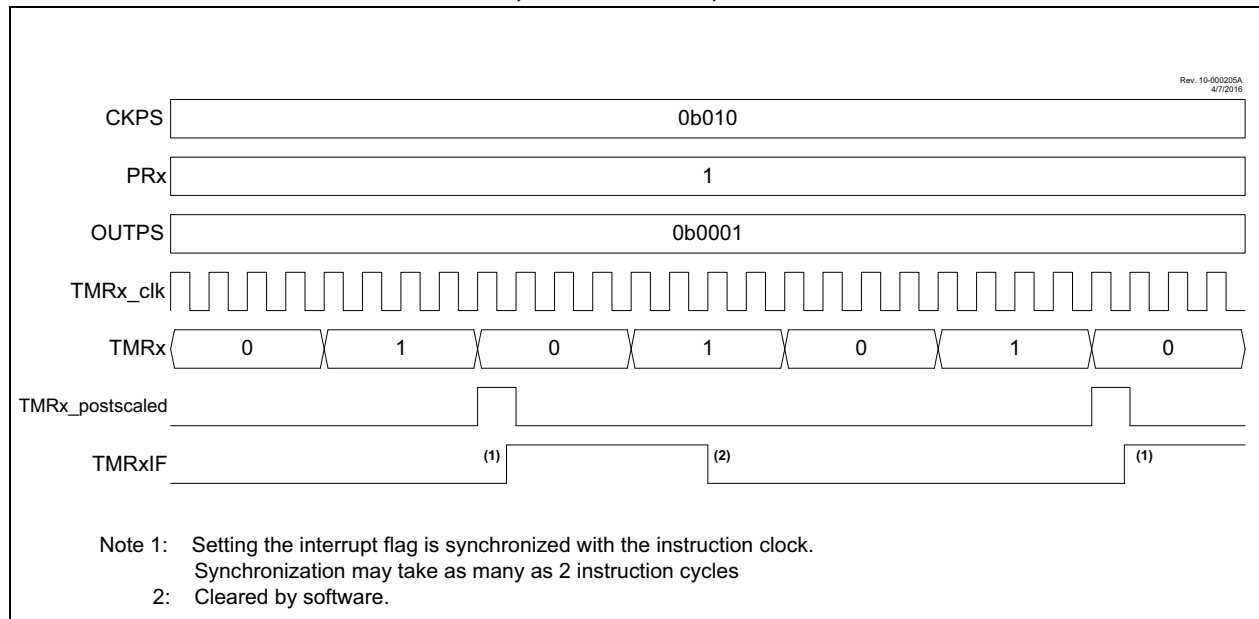 Rev. 10-000205A
4/7/2016
CKPS 0b010
PRx 1
OUTPS 0b0001
TMRx_clk
TMRx 0 1 0 1 0 1 0
TMRx_postscaled
TMRxIF (1) (2) (1)
Note 1: Setting the interrupt flag is synchronized with the instruction clock.
Synchronization may take as many as 2 instruction cycles
2: Cleared by software.